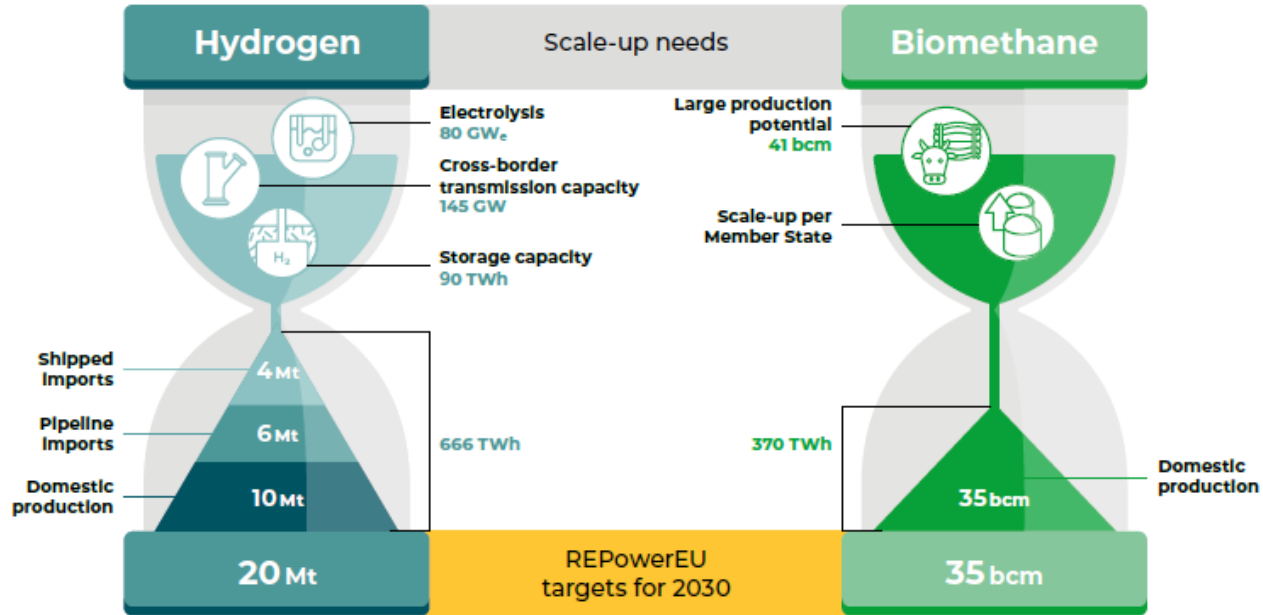 Hydrogen
Scale-up needs
Biomethane
Electrolysis
80 GWe
Cross-border
transmission capacity
145 GW
Storage capacity
90 TWh
H2
Large production
potential
41 bcm
Scale-up per
Member State
Shipped
imports
4 Mt
Pipeline
imports
6 Mt
Domestic
production
10 Mt
666 TWh
370 TWh
35 bcm
Domestic
production
20 Mt
REPowerEU
targets for 2030
35 bcm